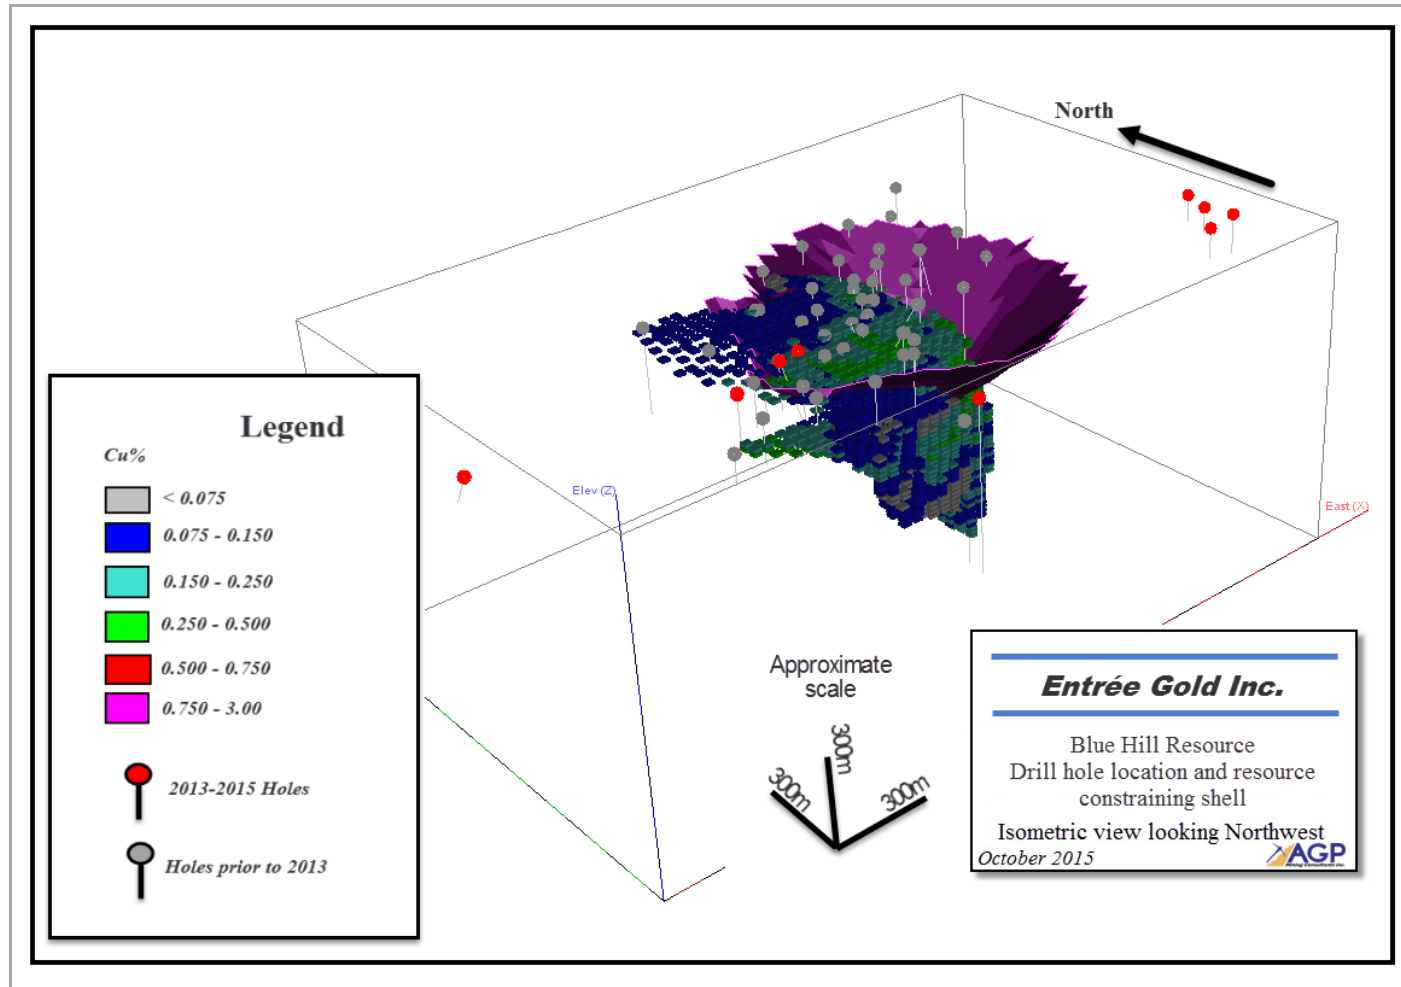 North
Legend
Cu%
< 0.075
0.075 - 0.150
0.150 - 0.250
0.250 - 0.500
0.500 - 0.750
0.750 - 3.00
2013-2015 Holes
Holes prior to 2013
Elev (Z)
East (X)
Approximate
scale
300m
300m
300m
Entrée Gold Inc.
Blue Hill Resource
Drill hole location and resource
constraining shell
Isometric view looking Northwest
October 2015
AGP
Mining Consultants Inc.